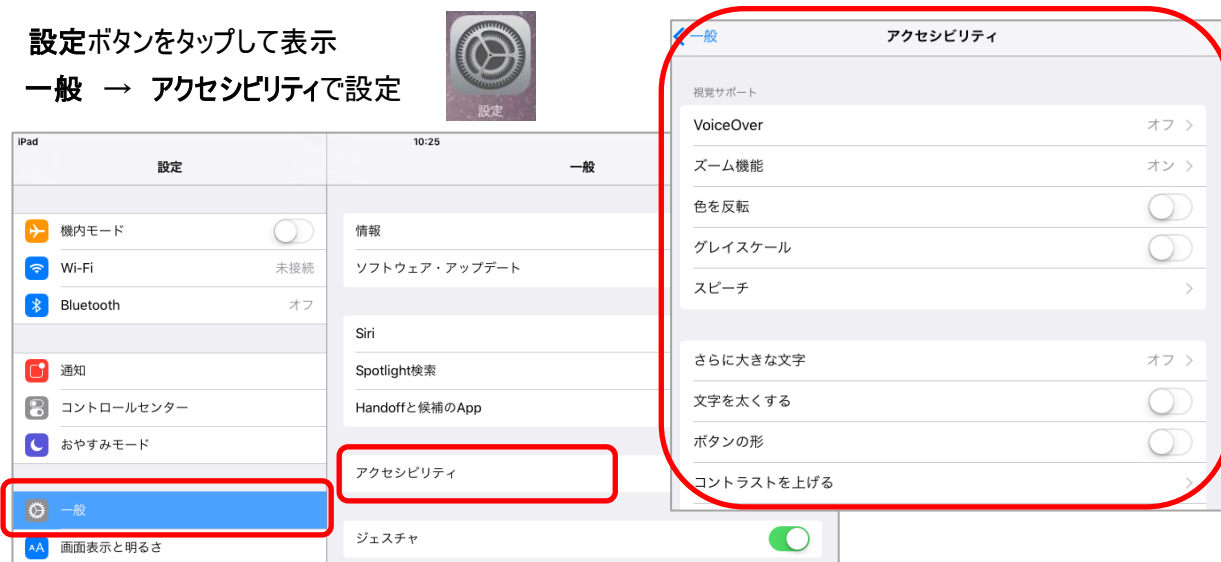 設定ボタンをタップして表示
一般 → アクセシビリティで設定
設定
iPad
10:25
設定
機内モード
Wi-Fi 未接続
Bluetooth オフ
通知
コントロールセンター
おやすみモード
一般
AA 画面表示と明るさ
一般
情報
ソフトウェア・アップデート
Siri
Spotlight検索
Handoffと候補のApp
アクセシビリティ
ジェスチャ
一般 アクセシビリティ
視覚サポート
VoiceOver オフ
ズーム機能 オン
色を反転
グレイスケール
スピーチ
さらに大きな文字 オフ
文字を太くする
ボタンの形
コントラストを上げる